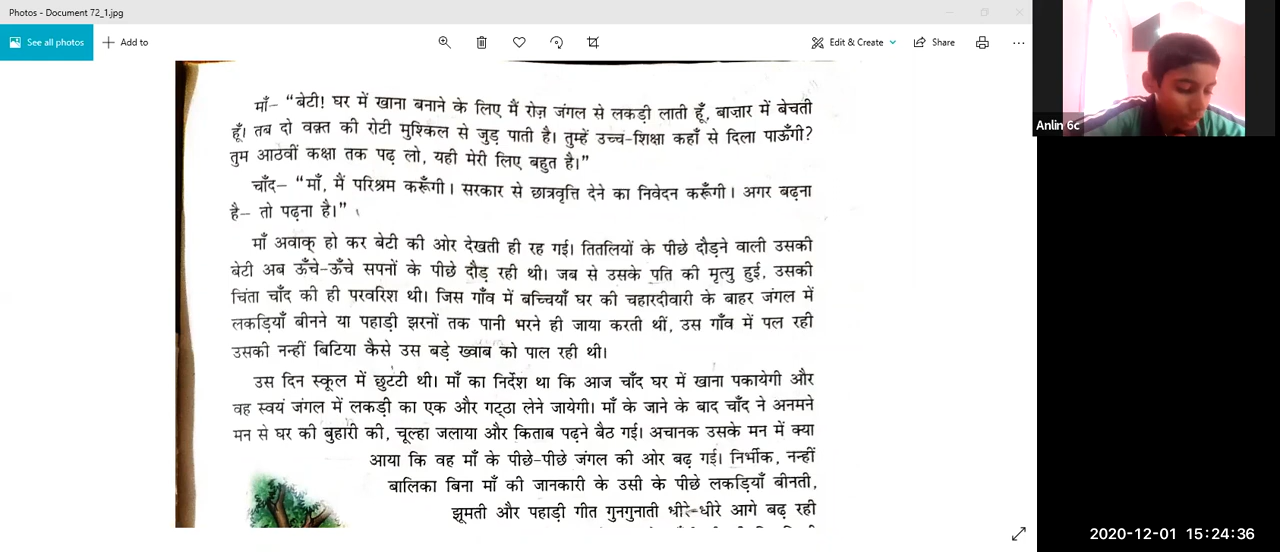 Photos - Document 72_1.jpg
See all photos
Add to
Edit & Create
Share
माँ– “बेटी! घर में खाना बनाने के लिए मैं रोज़ जंगल से लकड़ी लाती हूँ, बाज़ार में बेचती
हूँ। तब दो वक़्त की रोटी मुश्किल से जुड़ पाती है। तुम्हें उच्च-शिक्षा कहाँ से दिला पाऊँगी?
तुम आठवीं कक्षा तक पढ़ लो, यही मेरी लिए बहुत है।”
चाँद– “माँ, मैं परिश्रम करूँगी। सरकार से छात्रवृत्ति देने का निवेदन करूँगी। अगर बढ़ना
है– तो पढ़ना है।”
माँ अवाक् हो कर बेटी की ओर देखती ही रह गई। तितलियों के पीछे दौड़ने वाली उसकी
बेटी अब ऊँचे-ऊँचे सपनों के पीछे दौड़ रही थी। जब से उसके पति की मृत्यु हुई, उसकी
चिंता चाँद की ही परवरिश थी। जिस गाँव में बच्चियाँ घर की चहारदीवारी के बाहर जंगल में
लकड़ियाँ बीनने या पहाड़ी झरनों तक पानी भरने ही जाया करती थीं, उस गाँव में पल रही
उसकी नन्हीं बिटिया कैसे उस बड़े ख्वाब को पाल रही थी।
उस दिन स्कूल में छुटटी थी। माँ का निर्देश था कि आज चाँद घर में खाना पकायेगी और
वह स्वयं जंगल में लकड़ी का एक और गट्ठा लेने जायेगी। माँ के जाने के बाद चाँद ने अनमने
मन से घर की बुहारी की, चूल्हा जलाया और किताब पढ़ने बैठ गई। अचानक उसके मन में क्या
आया कि वह माँ के पीछे-पीछे जंगल की ओर बढ़ गई। निर्भीक, नन्हीं
बालिका बिना माँ की जानकारी के उसी के पीछे लकड़ियाँ बीनती,
झूमती और पहाड़ी गीत गुनगुनाती धीरे-धीरे आगे बढ़ रही
Anlin 6c
2020-12-01 15:24:36